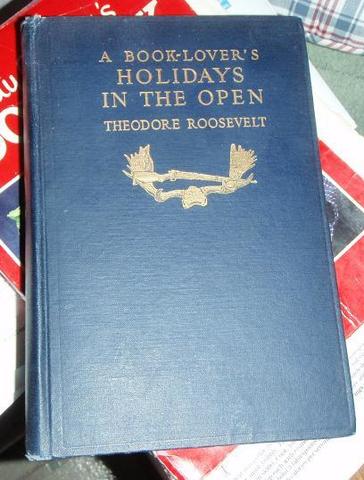 A BOOK-LOVER'S
HOLIDAYS
IN THE OPEN
THEODORE ROOSEVELT